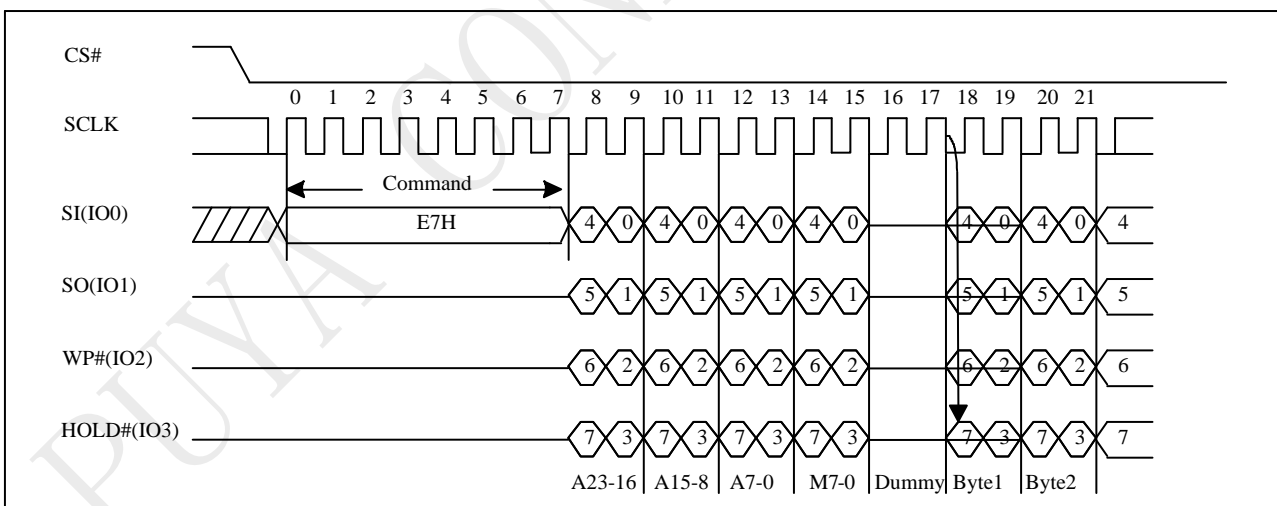 CS#
0 1 2 3 4 5 6 7 8 9 10 11 12 13 14 15 16 17 18 19 20 21
SCLK
Command
SI(IO0) E7H 4 0 4 0 4 0 4 0 4 0 4 0 4
SO(IO1) 5 1 5 1 5 1 5 1 5 1 5 1 5
WP#(IO2) 6 2 6 2 6 2 6 2 6 2 6 2 6
HOLD#(IO3) 7 3 7 3 7 3 7 3 7 3 7 3 7
A23-16 A15-8 A7-0 M7-0 Dummy Byte1 Byte2
PUYA CON